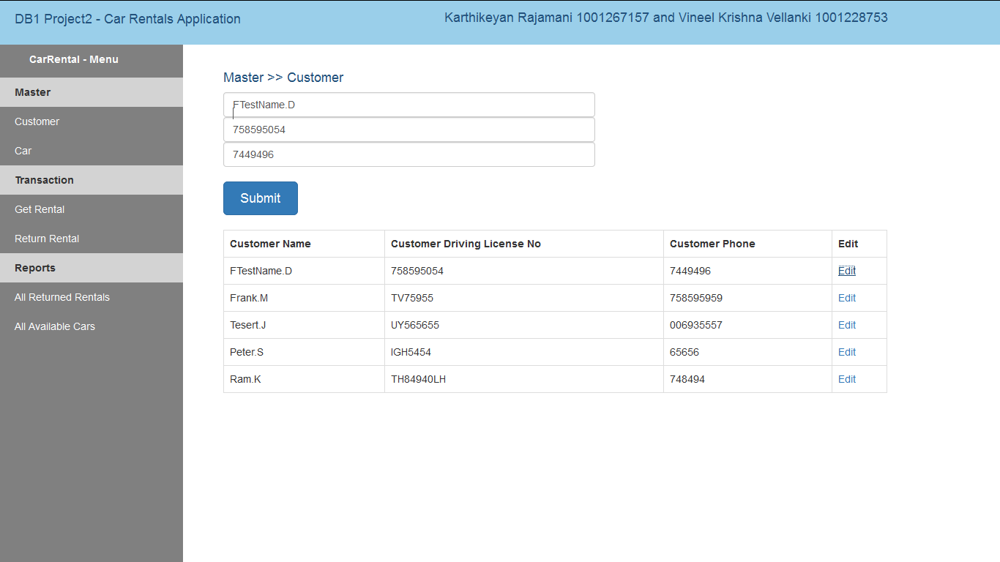 DB1 Project2 - Car Rentals Application
Karthikeyan Rajamani 1001267157 and Vineel Krishna Vellanki 1001228753
CarRental - Menu
Master
Customer
Car
Transaction
Get Rental
Return Rental
Reports
All Returned Rentals
All Available Cars
Master >> Customer
FTestName.D
758595054
7449496
Submit
Customer Name Customer Driving License No Customer Phone Edit
FTestName.D 758595054 7449496 Edit
Frank.M TV75955 758595959 Edit
Tesert.J UY565655 006935557 Edit
Peter.S IGH5454 65656 Edit
Ram.K TH84940LH 748494 Edit